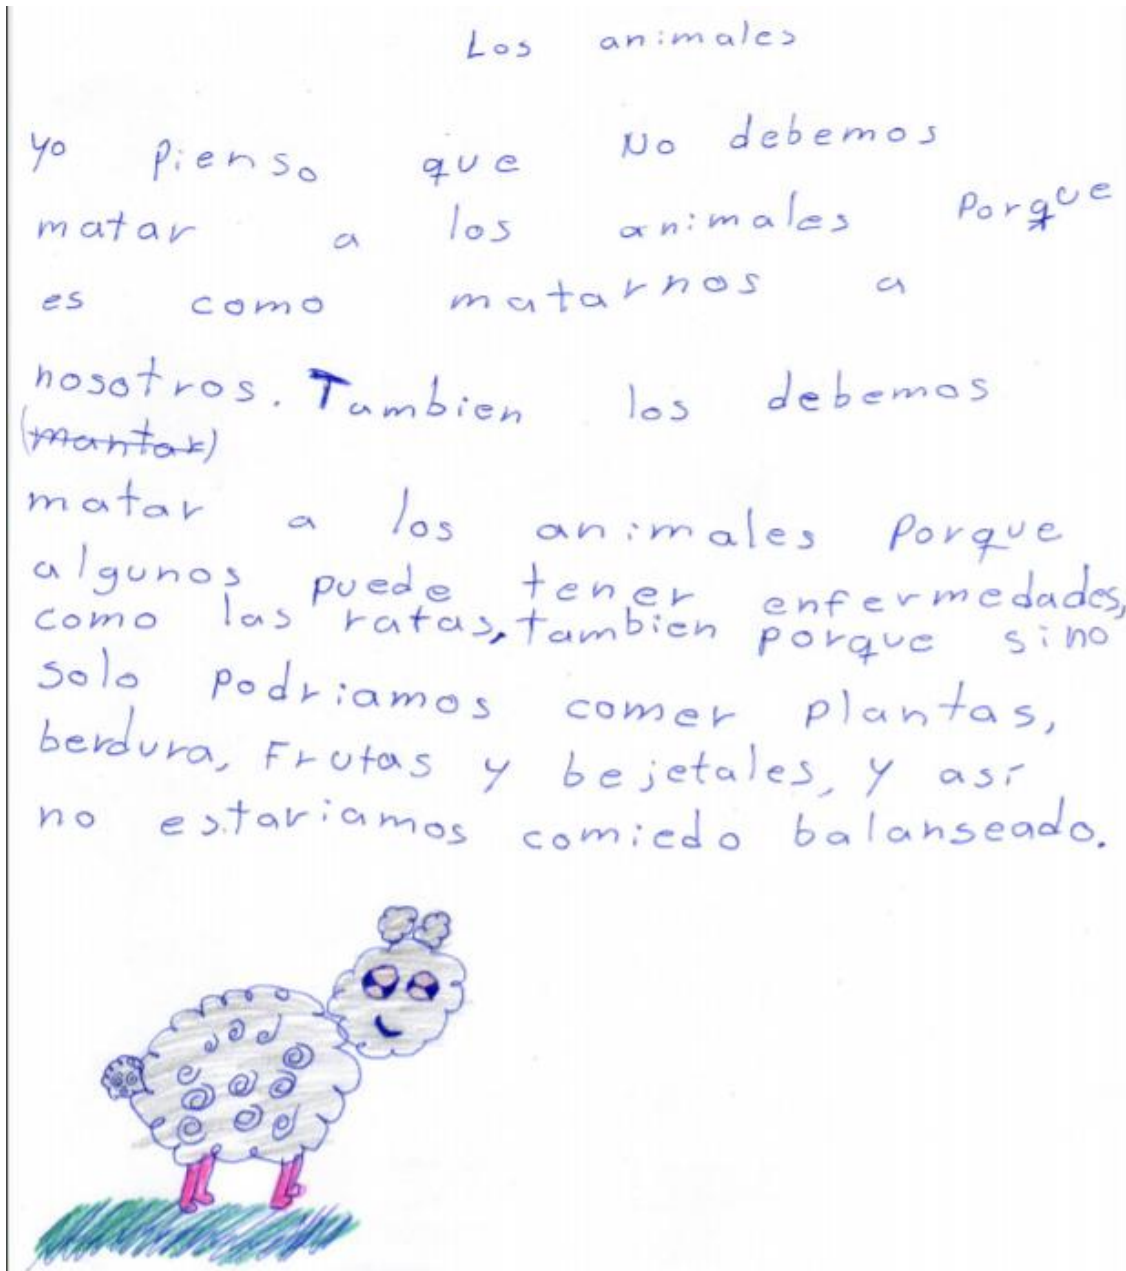 Los animales
yo pienso que No debemos
matar a los animales porque
es como matarnos a
nosotros. Tambien los debemos
(mantar)
matar a los animales porque
algunos puede tener enfermedades,
como las ratas, tambien porque sino
solo podriamos comer plantas,
berdura, Frutas y bejetales, y así
no estariamos comiedo balanseado.